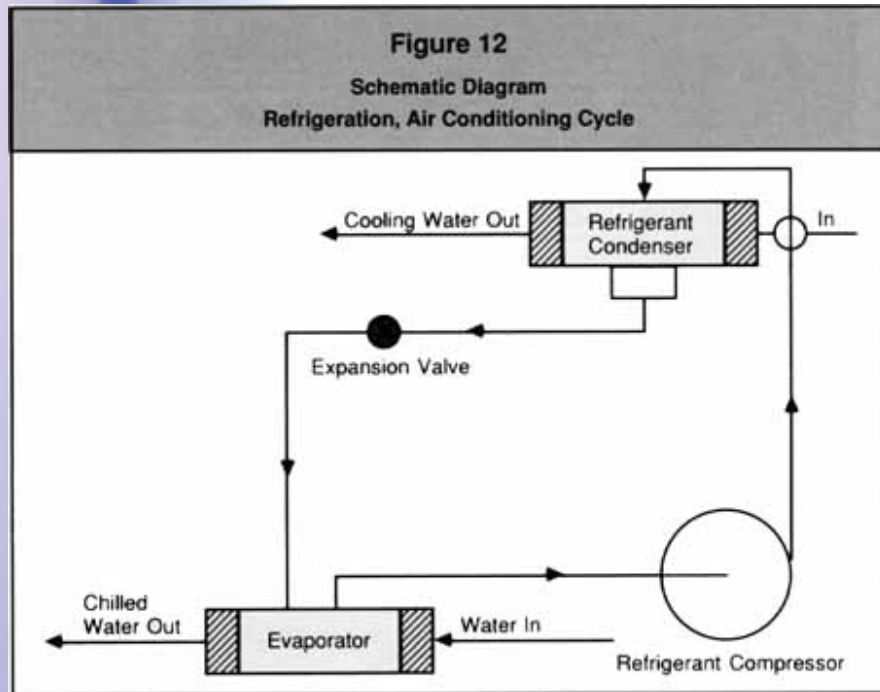 Figure 12
Schematic Diagram
Refrigeration, Air Conditioning Cycle
Cooling Water Out
Refrigerant
Condenser
In
Expansion Valve
Chilled
Water Out
Evaporator
Water In
Refrigerant Compressor